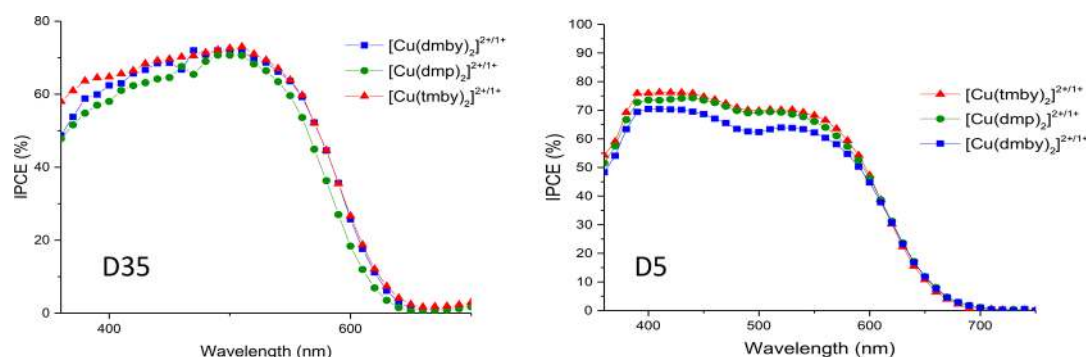 80
60
40
20
0
IPCE (%)
[Cu(dmby)₂]²⁺/¹⁺
[Cu(dmp)₂]²⁺/¹⁺
[Cu(tmby)₂]²⁺/¹⁺
D35
400 600
Wavelength (nm)
100
90
80
70
60
50
40
30
20
10
0
IPCE (%)
[Cu(tmby)₂]²⁺/¹⁺
[Cu(dmp)₂]²⁺/¹⁺
[Cu(dmby)₂]²⁺/¹⁺
D5
400 500 600 700
Wavelength (nm)